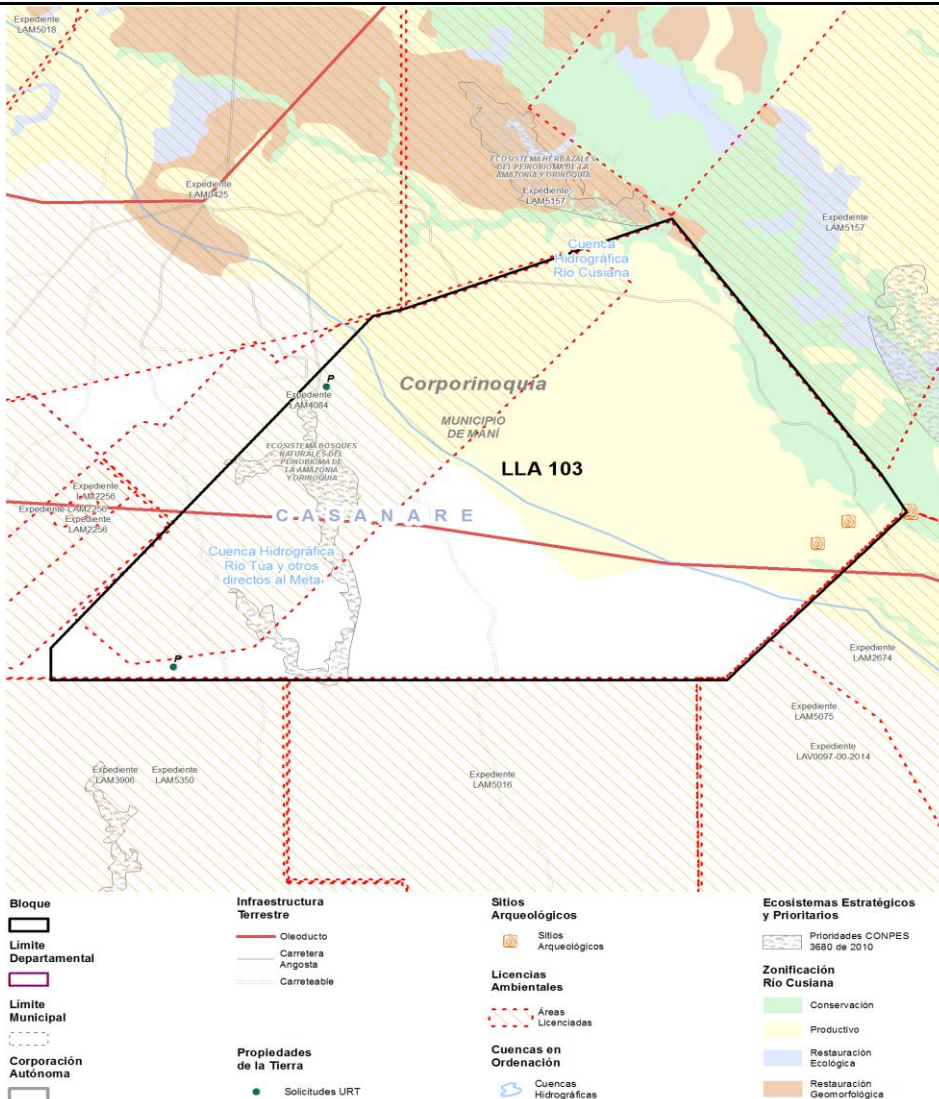 Expediente
LAM5018
ECOSISTEMA HERBAZALES
DEL PEINOBIOMA DE LA
AMAZONIA Y ORINOQUIA
Expediente
LAM5157
Expediente
LAM0425
Expediente
LAM5157
Cuenca
Hidrográfica
Río Cusiana
P
Expediente
LAM4084
Corporinoquia
MUNICIPIO
DE MANÍ
ECOSISTEMA BOSQUES
NATURALES DEL
PEINOBIOMA DE
LA AMAZONIA
Y ORINOQUIA
LLA 103
Expediente
LAM2256
Expediente LAM2256
Expediente
LAM2256
CASANARE
Cuenca Hidrográfica
Río Túa y otros
directos al Meta
P
Expediente
LAM2674
Expediente
LAM5075
Expediente
LAV0097-00-2014
Expediente
LAM3906
Expediente
LAM5350
Expediente
LAM5016
Bloque
Límite
Departamental
Límite
Municipal
Corporación
Autónoma
Infraestructura
Terrestre
Oleoducto
Carretera
Angosta
Carreteable
Propiedades
de la Tierra
Solicitudes URT
Sitios
Arqueológicos
Sitios
Arqueológicos
Licencias
Ambientales
Áreas
Licenciadas
Cuencas en
Ordenación
Cuencas
Hidrográficas
Ecosistemas Estratégicos
y Prioritarios
Prioridades CONPES
3680 de 2010
Zonificación
Río Cusiana
Conservación
Productivo
Restauración
Ecológica
Restauración
Geomorfológica